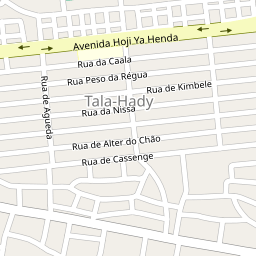 Avenida Hoji Ya Henda
Rua da Caala
Rua Peso da Régua
Rua de Kimbele
Tala-Hady
Rua da Nissa
Rua de Agueda
Rua de Alter do Chão
Rua de Cassenge